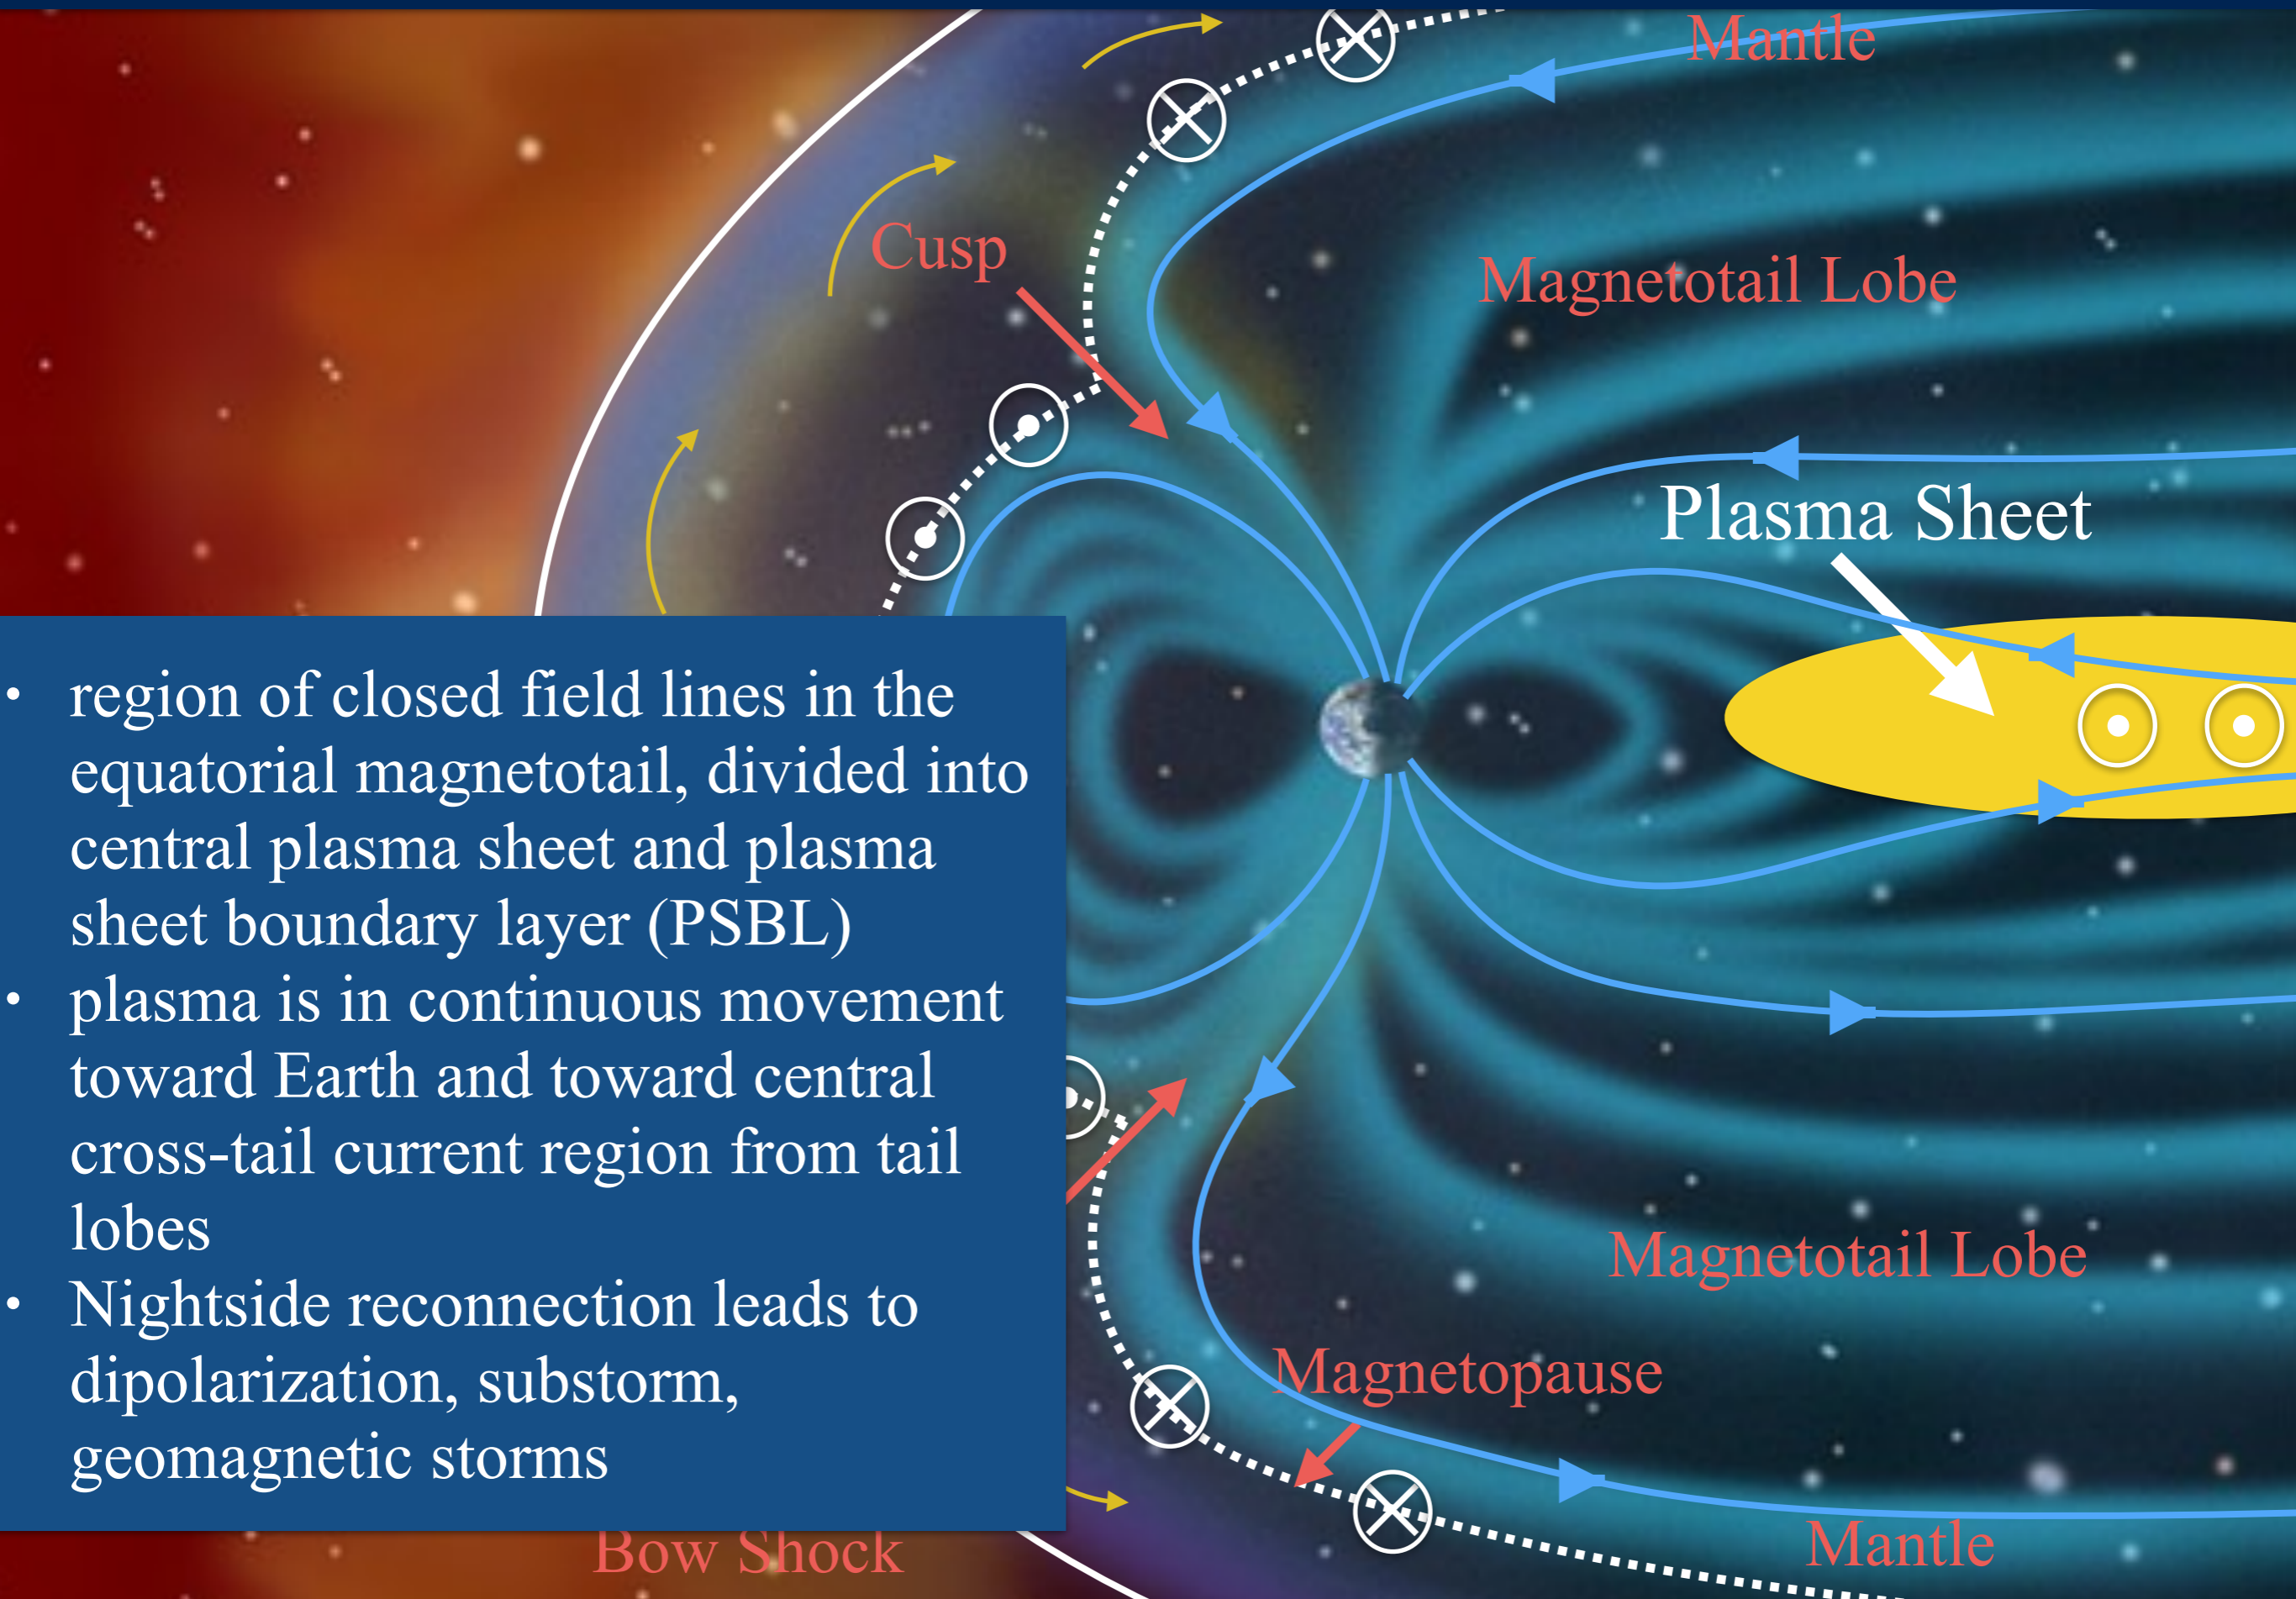 Mantle
Cusp
Magnetotail Lobe
Plasma Sheet
• region of closed field lines in the
equatorial magnetotail, divided into
central plasma sheet and plasma
sheet boundary layer (PSBL)
• plasma is in continuous movement
toward Earth and toward central
cross-tail current region from tail
lobes
• Nightside reconnection leads to
dipolarization, substorm,
geomagnetic storms
Magnetotail Lobe
Magnetopause
Bow Shock
Mantle